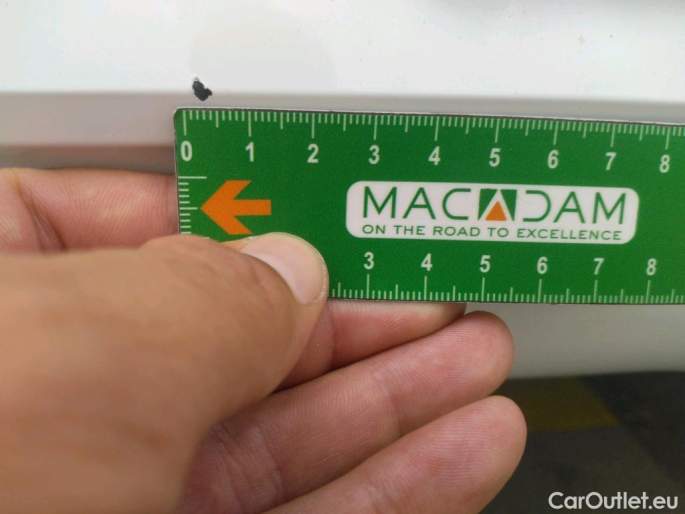 0 1 2 3 4 5 6 7 8
MACADAM
ON THE ROAD TO EXCELLENCE
3 4 5 6 7 8
CarOutlet.eu